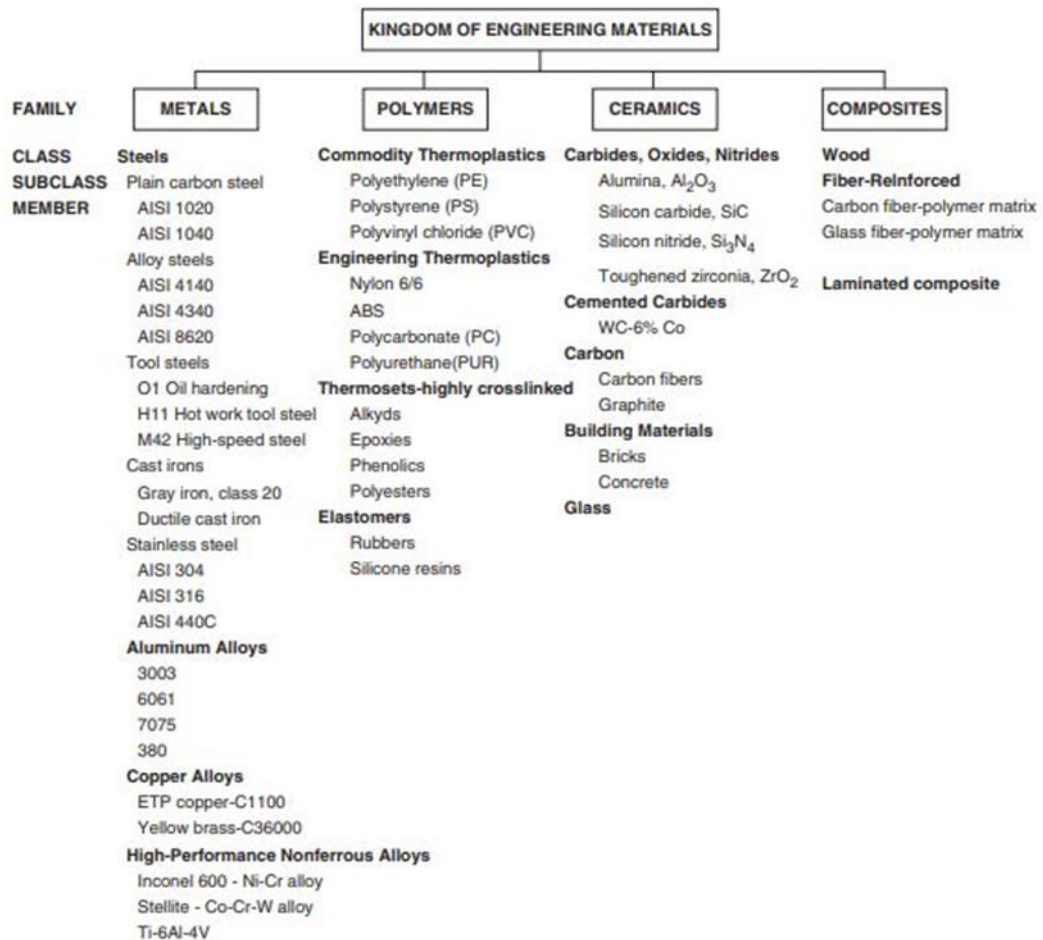 KINGDOM OF ENGINEERING MATERIALS
FAMILY
METALS
POLYMERS
CERAMICS
COMPOSITES
CLASS
SUBCLASS
MEMBER
Steels
Plain carbon steel
AISI 1020
AISI 1040
Alloy steels
AISI 4140
AISI 4340
AISI 8620
Tool steels
O1 Oil hardening
H11 Hot work tool steel
M42 High-speed steel
Cast irons
Gray iron, class 20
Ductile cast iron
Stainless steel
AISI 304
AISI 316
AISI 440C
Aluminum Alloys
3003
6061
7075
380
Copper Alloys
ETP copper-C1100
Yellow brass-C36000
High-Performance Nonferrous Alloys
Inconel 600 - Ni-Cr alloy
Stellite - Co-Cr-W alloy
Ti-6Al-4V
Commodity Thermoplastics
Polyethylene (PE)
Polystyrene (PS)
Polyvinyl chloride (PVC)
Engineering Thermoplastics
Nylon 6/6
ABS
Polycarbonate (PC)
Polyurethane(PUR)
Thermosets-highly crosslinked
Alkyds
Epoxies
Phenolics
Polyesters
Elastomers
Rubbers
Silicone resins
Carbides, Oxides, Nitrides
Alumina, Al₂O₃
Silicon carbide, SiC
Silicon nitride, Si₃N₄
Toughened zirconia, ZrO₂
Cemented Carbides
WC-6% Co
Carbon
Carbon fibers
Graphite
Building Materials
Bricks
Concrete
Glass
Wood
Fiber-Reinforced
Carbon fiber-polymer matrix
Glass fiber-polymer matrix
Laminated composite